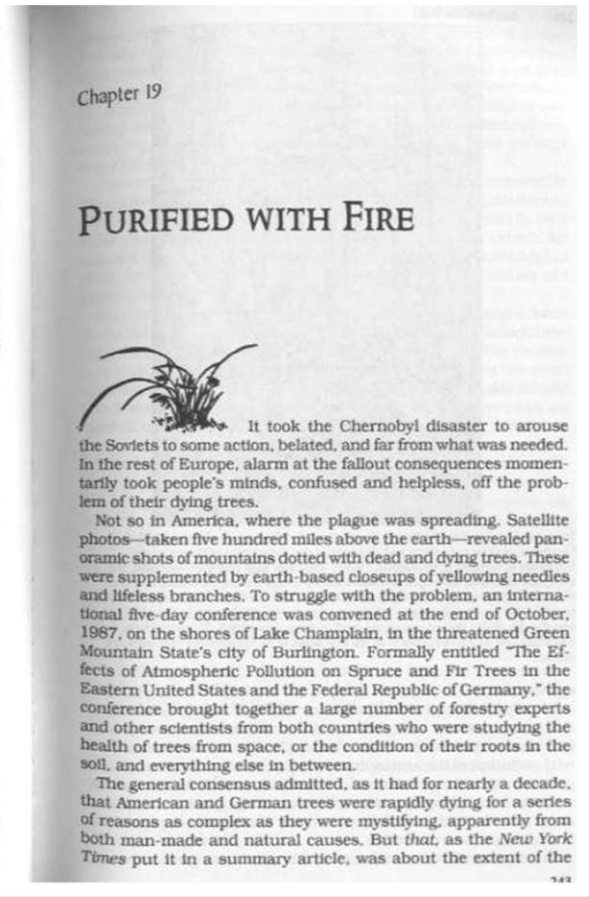 Chapter 19
PURIFIED WITH FIRE
It took the Chernobyl disaster to arouse
the Soviets to some action, belated, and far from what was needed.
In the rest of Europe, alarm at the fallout consequences momen-
tarily took people's minds, confused and helpless, off the prob-
lem of their dying trees.
Not so in America, where the plague was spreading. Satellite
photos—taken five hundred miles above the earth—revealed pan-
oramic shots of mountains dotted with dead and dying trees. These
were supplemented by earth-based closeups of yellowing needles
and lifeless branches. To struggle with the problem, an interna-
tional five-day conference was convened at the end of October,
1987, on the shores of Lake Champlain, in the threatened Green
Mountain State's city of Burlington. Formally entitled "The Ef-
fects of Atmospheric Pollution on Spruce and Fir Trees in the
Eastern United States and the Federal Republic of Germany," the
conference brought together a large number of forestry experts
and other scientists from both countries who were studying the
health of trees from space, or the condition of their roots in the
soil, and everything else in between.
The general consensus admitted, as it had for nearly a decade,
that American and German trees were rapidly dying for a series
of reasons as complex as they were mystifying, apparently from
both man-made and natural causes. But that, as the New York
Times put it in a summary article, was about the extent of the
243